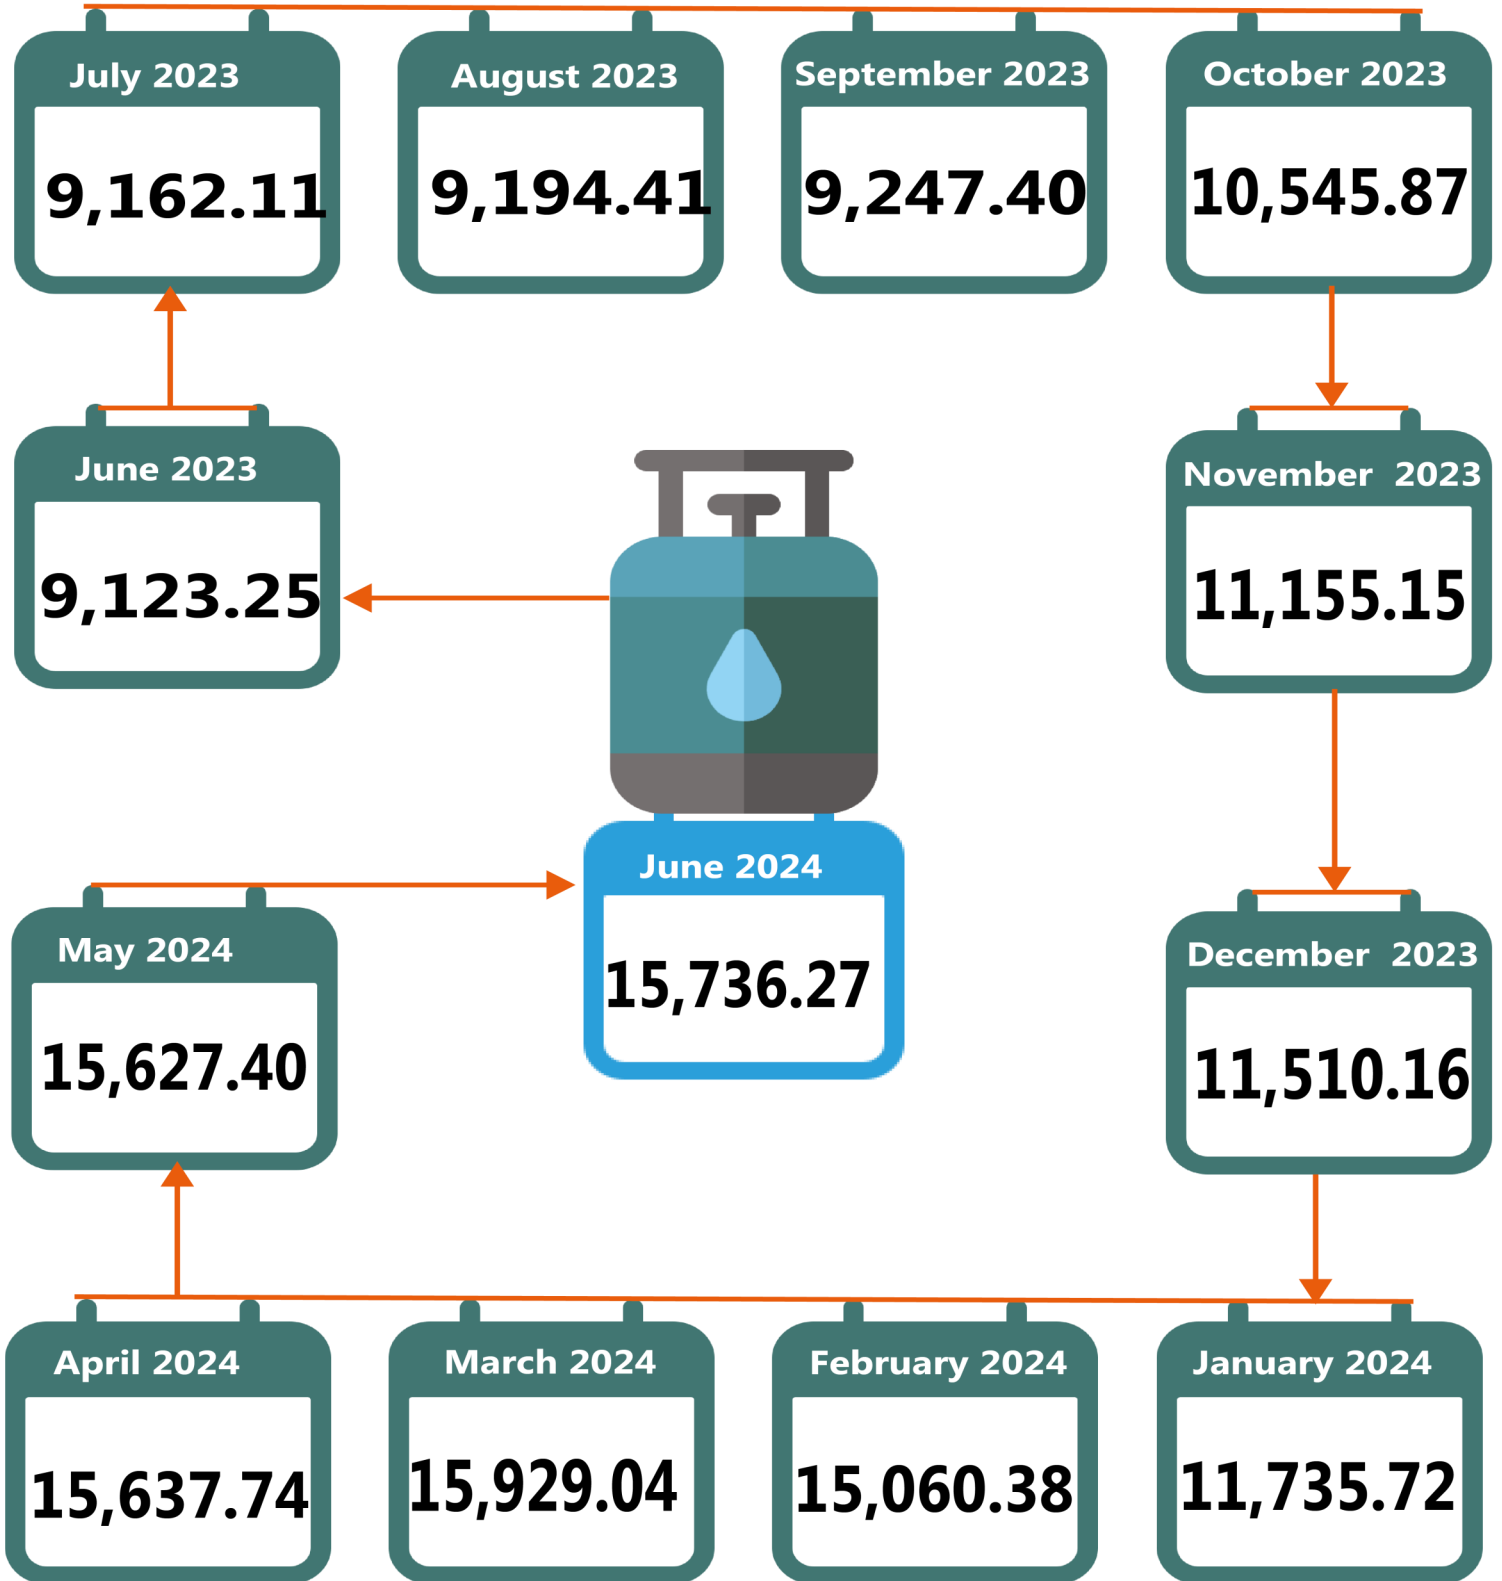 July 2023
9,162.11
August 2023
9,194.41
September 2023
9,247.40
October 2023
10,545.87
June 2023
9,123.25
November 2023
11,155.15
June 2024
15,736.27
May 2024
15,627.40
December 2023
11,510.16
April 2024
15,637.74
March 2024
15,929.04
February 2024
15,060.38
January 2024
11,735.72